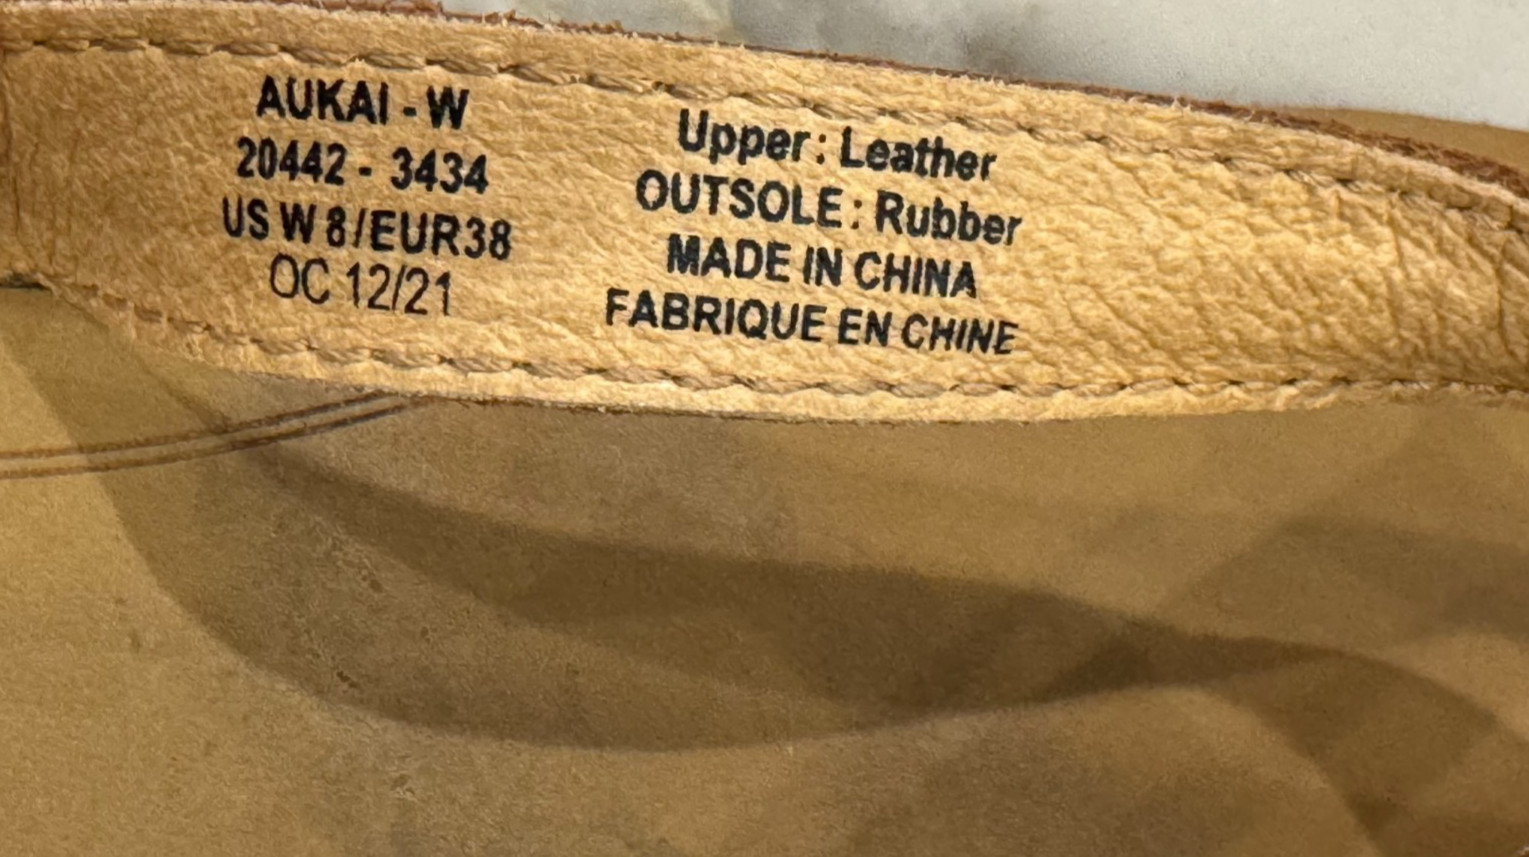 AUKAI - W
20442 - 3434
US W 8/EUR38
OC 12/21
Upper: Leather
OUTSOLE: Rubber
MADE IN CHINA
FABRIQUE EN CHINE